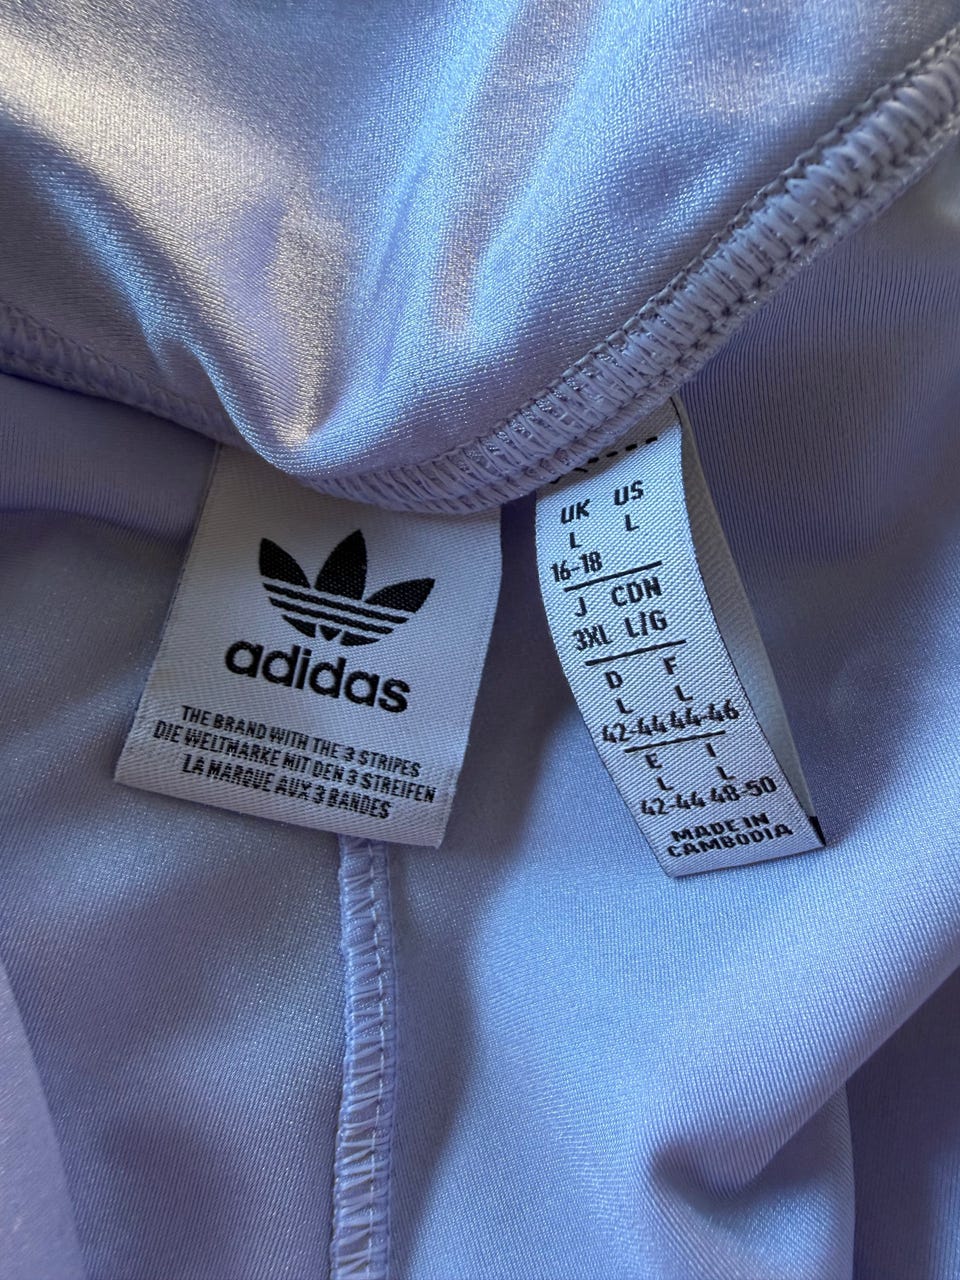 adidas
THE BRAND WITH THE 3 STRIPES
DIE WELTMARKE MIT DEN 3 STREIFEN
LA MARQUE AUX 3 BANDES
UK US
L L
16-18
J CDN
3XL L/G
D F
L L
42-44 44-46
E I
L L
42-44 48-50
MADE IN
CAMBODIA